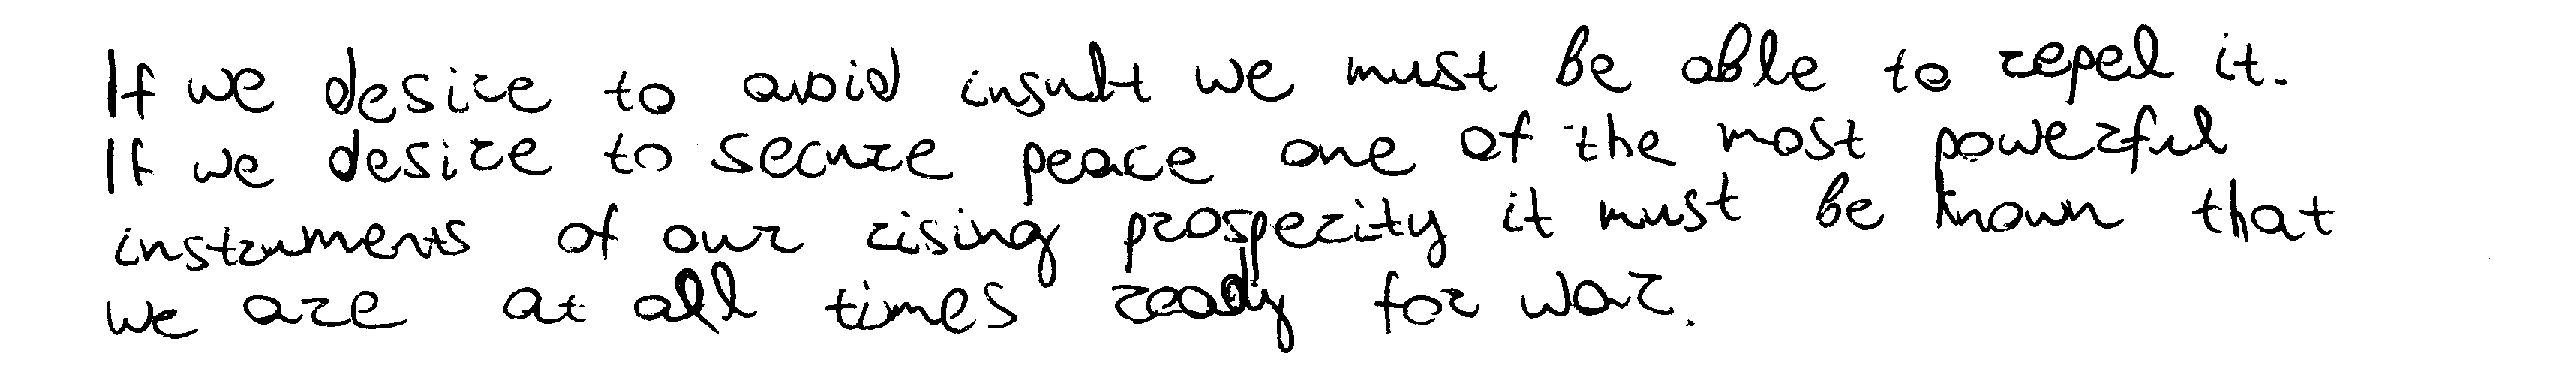 If we desire to avoid insult we must be able to repel it.
If we desire to secure peace one of the most powerful
instruments of our rising prosperity it must be known that
we are at all times ready for war.